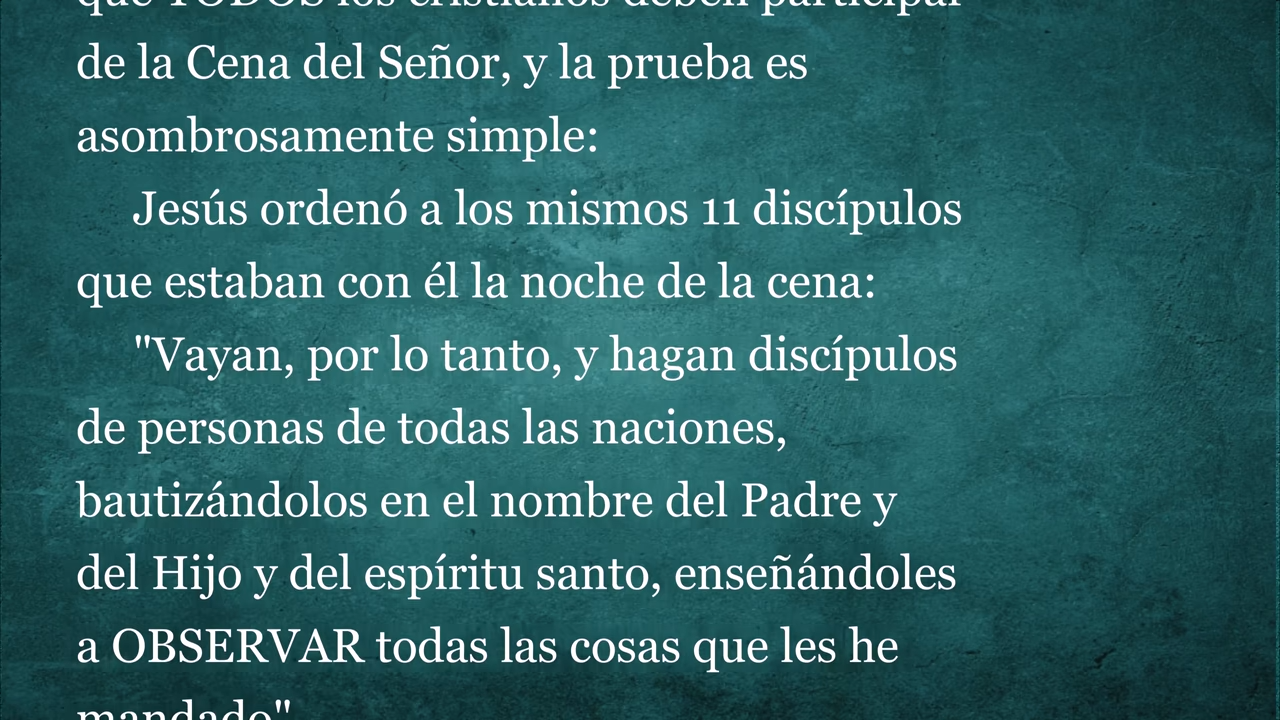 que TODOS los cristianos deben participar
de la Cena del Señor, y la prueba es
asombrosamente simple:
Jesús ordenó a los mismos 11 discípulos
que estaban con él la noche de la cena:
"Vayan, por lo tanto, y hagan discípulos
de personas de todas las naciones,
bautizándolos en el nombre del Padre y
del Hijo y del espíritu santo, enseñándoles
a OBSERVAR todas las cosas que les he
mandado"